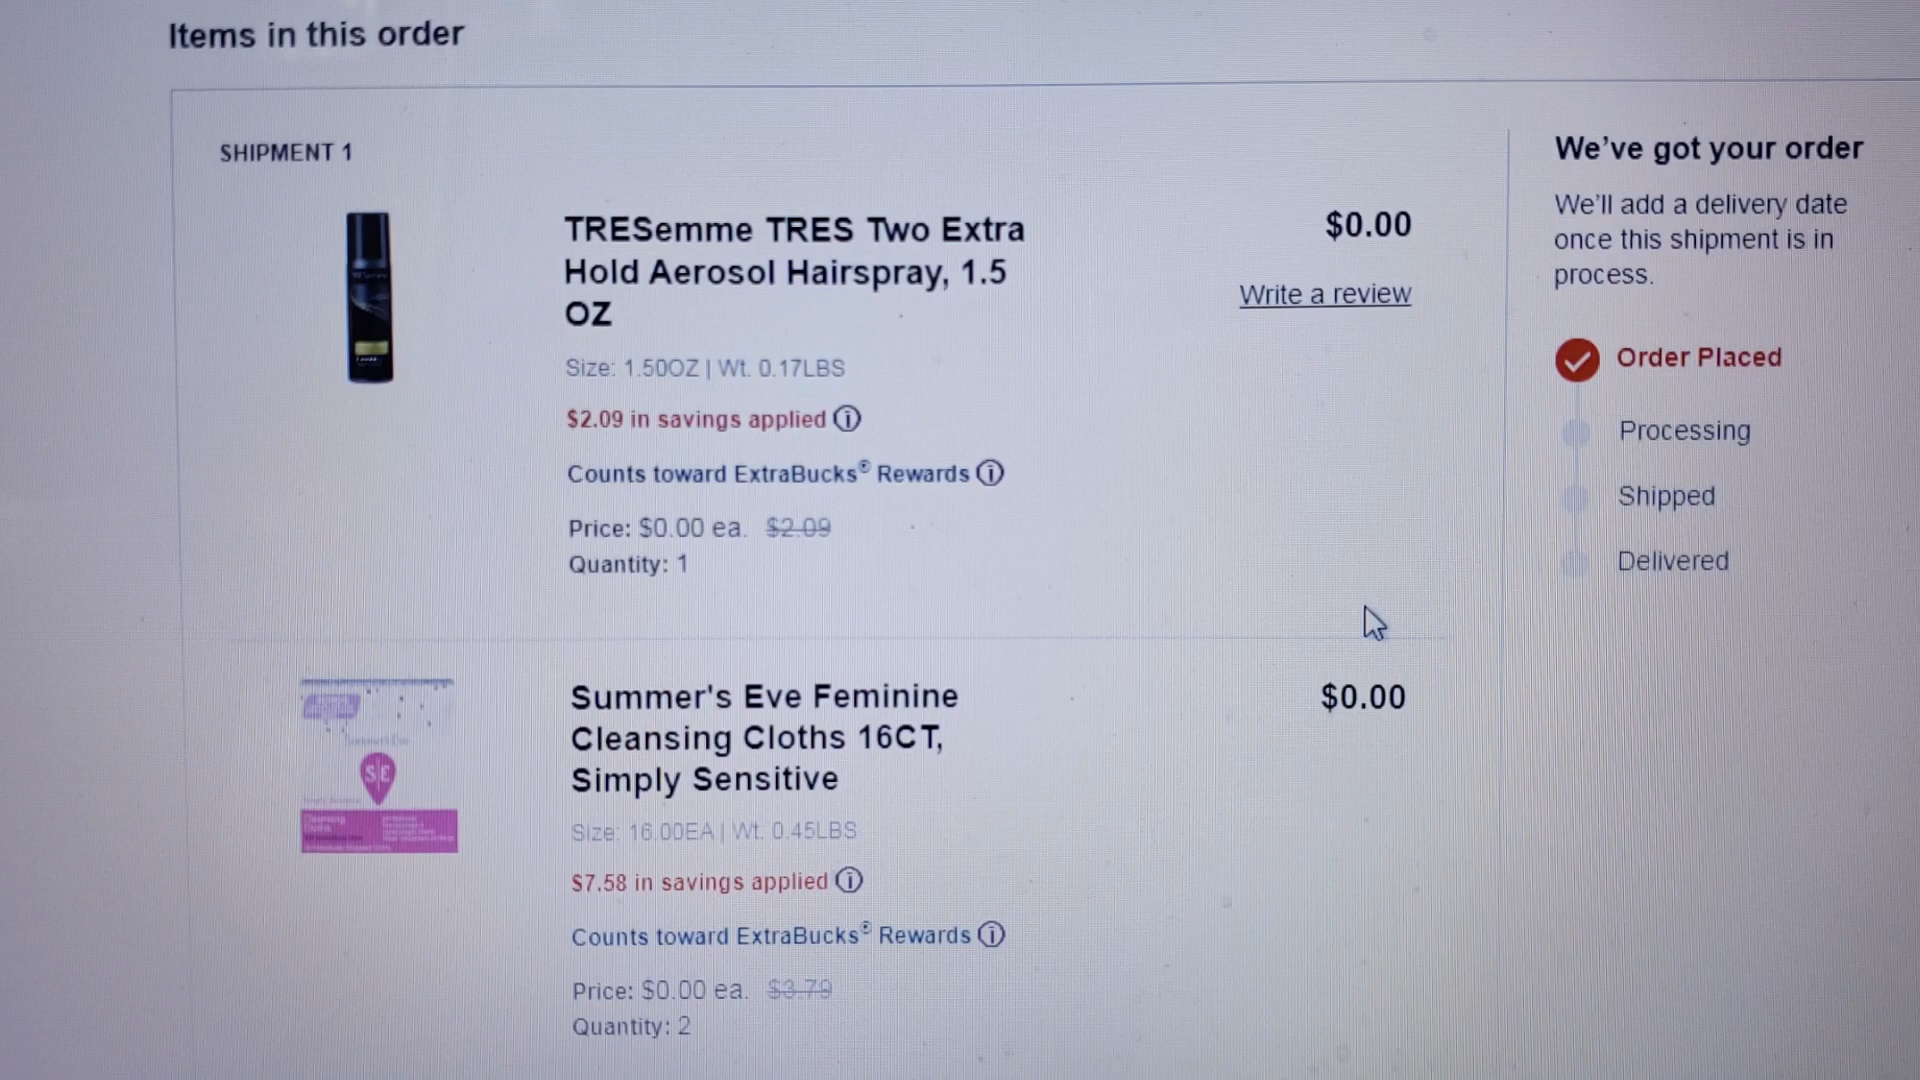 Items in this order
SHIPMENT 1
TRESemme TRES Two Extra
Hold Aerosol Hairspray, 1.5
OZ
$0.00
Write a review
Size: 1.50OZ | Wt. 0.17LBS
$2.09 in savings applied
Counts toward ExtraBucks® Rewards
Price: $0.00 ea. $2.09
Quantity: 1
Summer's Eve Feminine
Cleansing Cloths 16CT,
Simply Sensitive
$0.00
Size: 16.00EA | Wt. 0.45LBS
$7.58 in savings applied
Counts toward ExtraBucks® Rewards
Price: $0.00 ea. $3.79
Quantity: 2
Summer's Eve
S E
Cleansing
Cloths
We've got your order
We'll add a delivery date
once this shipment is in
process.
Order Placed
Processing
Shipped
Delivered